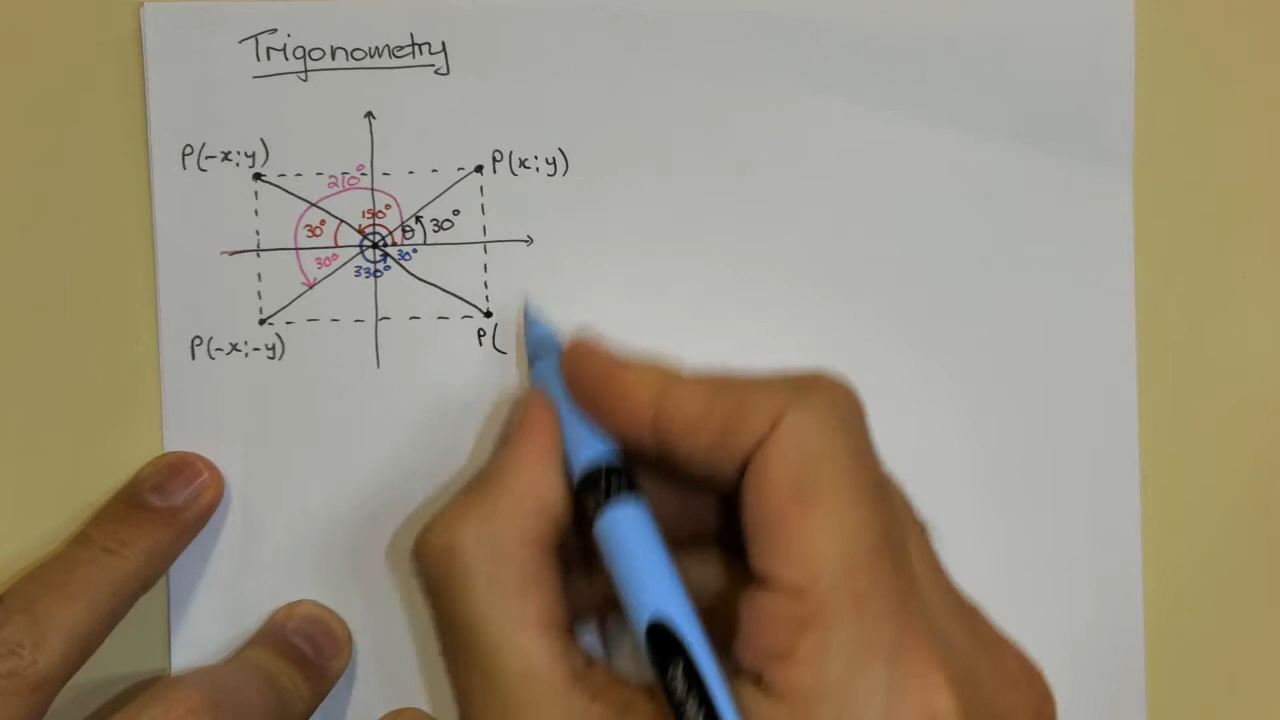 Trigonometry
P(-x;y)
P(x;y)
210°
150°
30°
θ
30°
30°
30°
330°
P(-x;-y)
P(